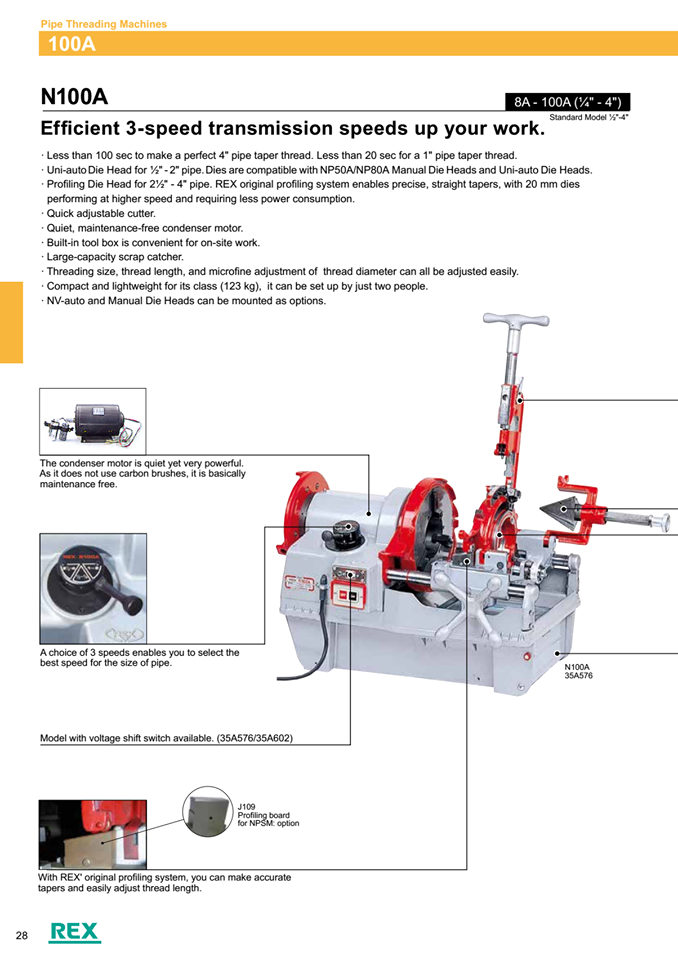 Pipe Threading Machines
100A
N100A
8A - 100A (¼" - 4")
Standard Model ½"-4"
Efficient 3-speed transmission speeds up your work.
· Less than 100 sec to make a perfect 4" pipe taper thread. Less than 20 sec for a 1" pipe taper thread.
· Uni-auto Die Head for ½" - 2" pipe. Dies are compatible with NP50A/NP80A Manual Die Heads and Uni-auto Die Heads.
· Profiling Die Head for 2½" - 4" pipe. REX original profiling system enables precise, straight tapers, with 20 mm dies
performing at higher speed and requiring less power consumption.
· Quick adjustable cutter.
· Quiet, maintenance-free condenser motor.
· Built-in tool box is convenient for on-site work.
· Large-capacity scrap catcher.
· Threading size, thread length, and microfine adjustment of thread diameter can all be adjusted easily.
· Compact and lightweight for its class (123 kg), it can be set up by just two people.
· NV-auto and Manual Die Heads can be mounted as options.
The condenser motor is quiet yet very powerful.
As it does not use carbon brushes, it is basically
maintenance free.
REX N100A
A choice of 3 speeds enables you to select the
best speed for the size of pipe.
N100A
35A576
Model with voltage shift switch available. (35A576/35A602)
J109
Profiling board
for NPSM: option
With REX' original profiling system, you can make accurate
tapers and easily adjust thread length.
28
REX